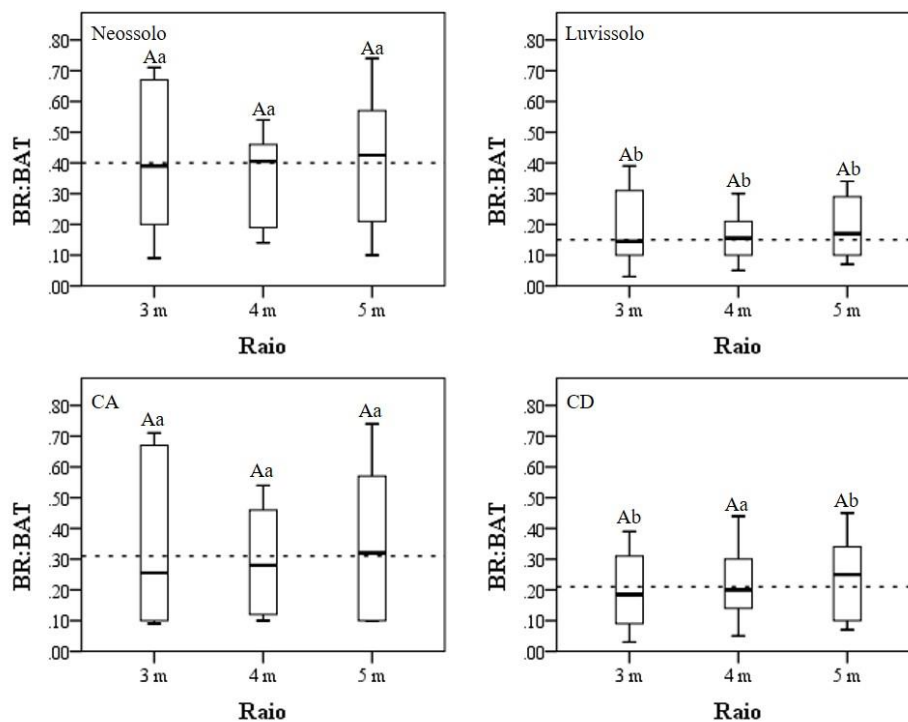 Neossolo
.80
.70
.60
.50
.40
.30
.20
.10
.00
BR:BAT
Aa
Aa
Aa
3 m
4 m
5 m
Raio
Luvissolo
.80
.70
.60
.50
.40
.30
.20
.10
.00
BR:BAT
Ab
Ab
Ab
3 m
4 m
5 m
Raio
CA
.80
.70
.60
.50
.40
.30
.20
.10
.00
BR:BAT
Aa
Aa
Aa
3 m
4 m
5 m
Raio
CD
.80
.70
.60
.50
.40
.30
.20
.10
.00
BR:BAT
Ab
Aa
Ab
3 m
4 m
5 m
Raio